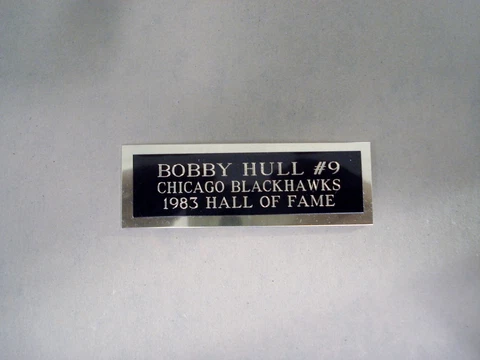 BOBBY HULL #9
CHICAGO BLACKHAWKS
1983 HALL OF FAME